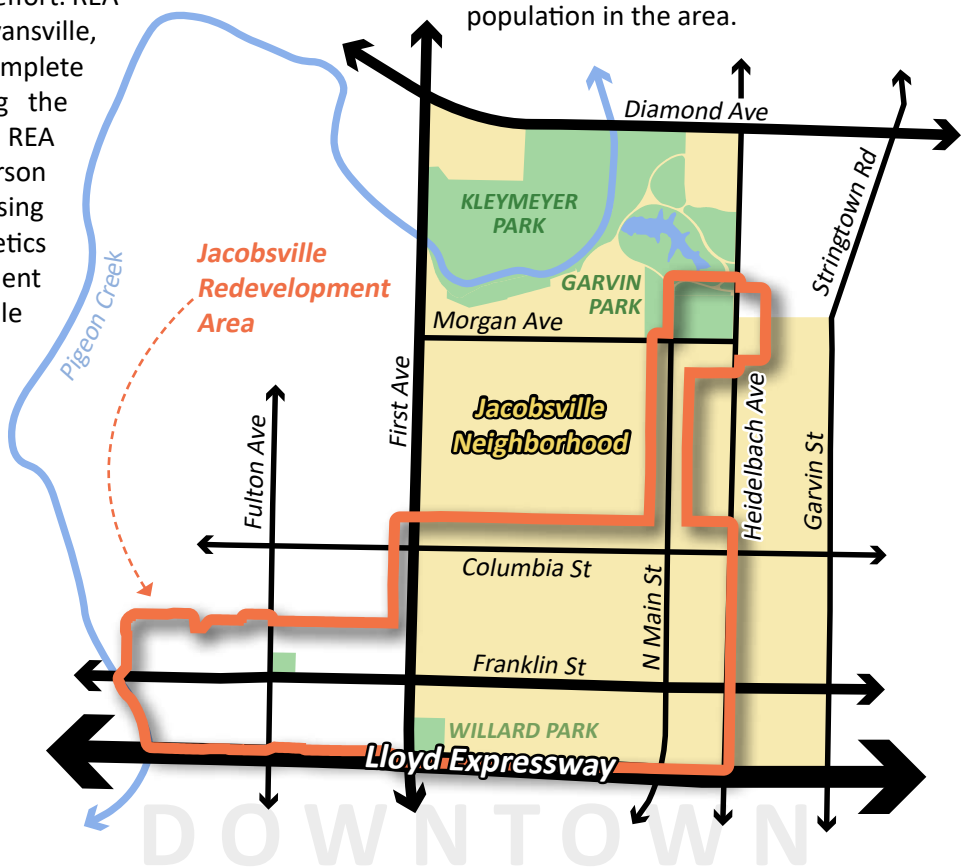 effort. REA
vansville,
mplete
g the
REA
rson
sing
etics
ent
le
population in the area.
Diamond Ave
Stringtown Rd
KLEYMEYER
PARK
GARVIN
PARK
Pigeon Creek
Jacobsville
Redevelopment
Area
Morgan Ave
First Ave
Jacobsville
Neighborhood
Heidelbach Ave
Garvin St
Fulton Ave
Columbia St
N Main St
Franklin St
WILLARD PARK
Lloyd Expressway
DOWNTOWN